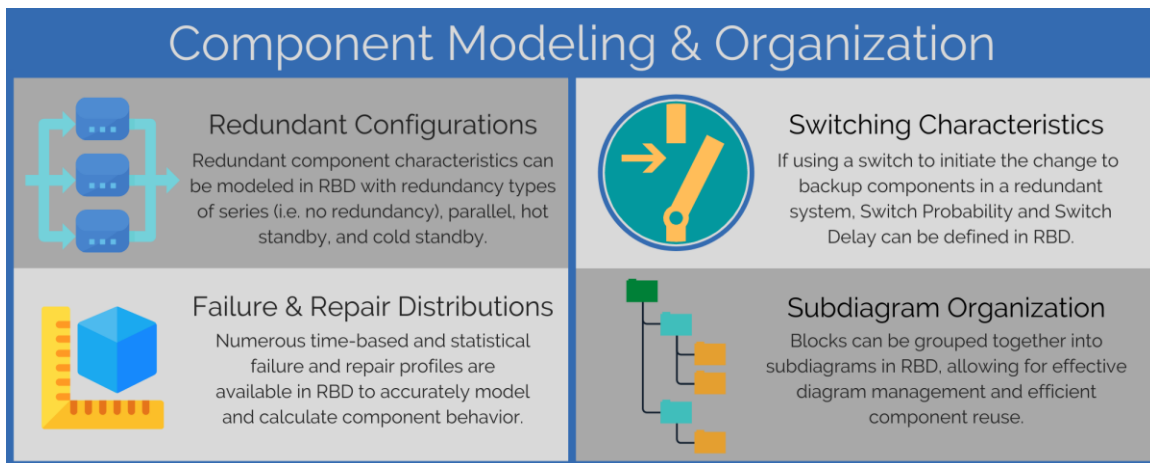 Component Modeling & Organization
Redundant Configurations
Redundant component characteristics can
be modeled in RBD with redundancy types
of series (i.e. no redundancy), parallel, hot
standby, and cold standby.
Switching Characteristics
If using a switch to initiate the change to
backup components in a redundant
system, Switch Probability and Switch
Delay can be defined in RBD.
Failure & Repair Distributions
Numerous time-based and statistical
failure and repair profiles are
available in RBD to accurately model
and calculate component behavior.
Subdiagram Organization
Blocks can be grouped together into
subdiagrams in RBD, allowing for effective
diagram management and efficient
component reuse.